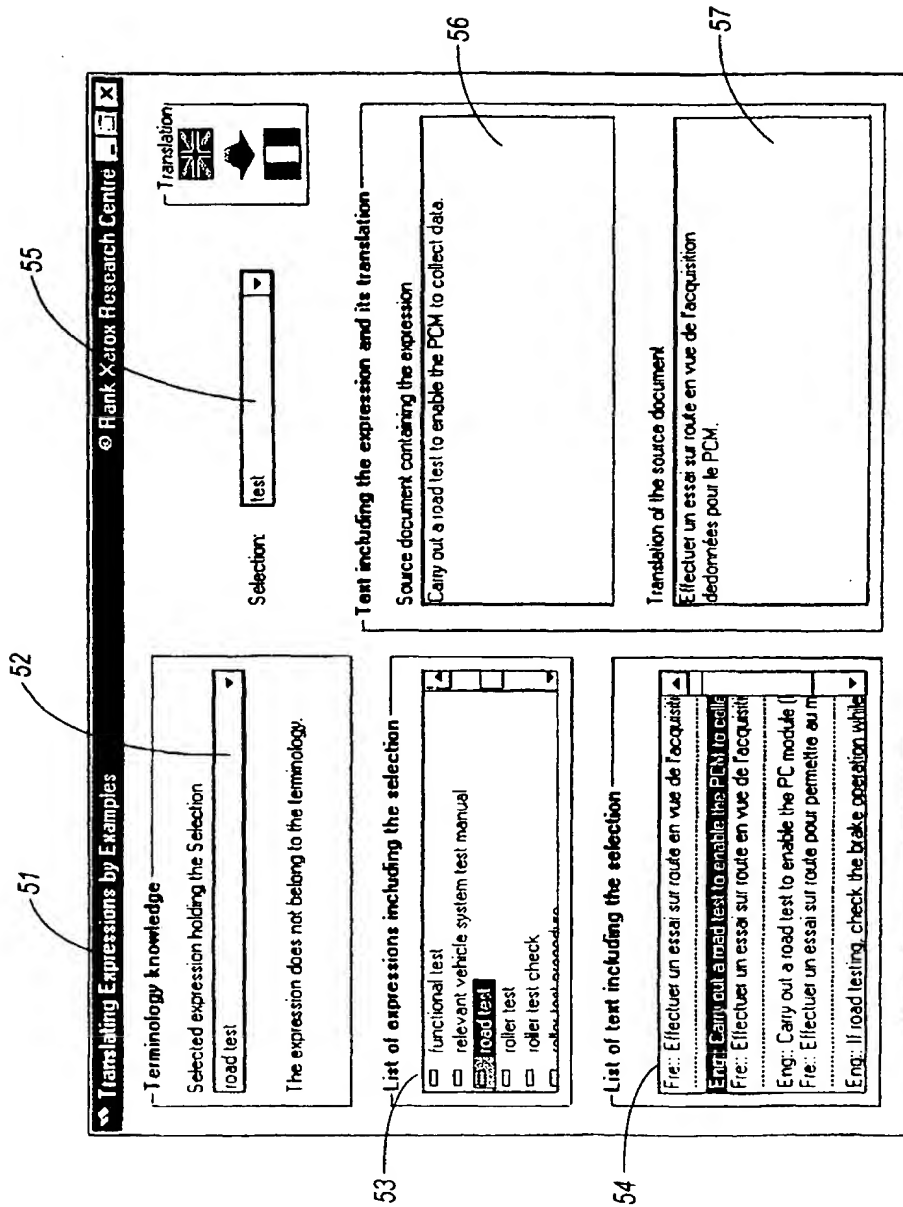 51
52
55
Translating Expressions by Examples
© Rank Xerox Research Centre
Terminology knowledge
Selected expression holding the Selection
road test
The expression does not belong to the terminology.
Selection:
test
Translation
53
List of expressions including the selection
functional test
relevant vehicle system test manual
road test
roller test
roller test check
roller test procedure
54
List of text including the selection
Fre:: Effectuer un essai sur route en vue de l'acquisiti
Eng:: Carry out a road test to enable the PCM to colle
Fre:: Effectuer un essai sur route en vue de l'acquisiti
Eng:: Carry out a road test to enable the PC module (
Fre:: Effectuer un essai sur route pour permettre au m
Eng:: If road testing, check the brake operation while
Text including the expression and its translation
56
Source document containing the expression
Carry out a road test to enable the PCM to collect data.
57
Translation of the source document
Effectuer un essai sur route en vue de l'acquisition
dedonnées pour le PCM.